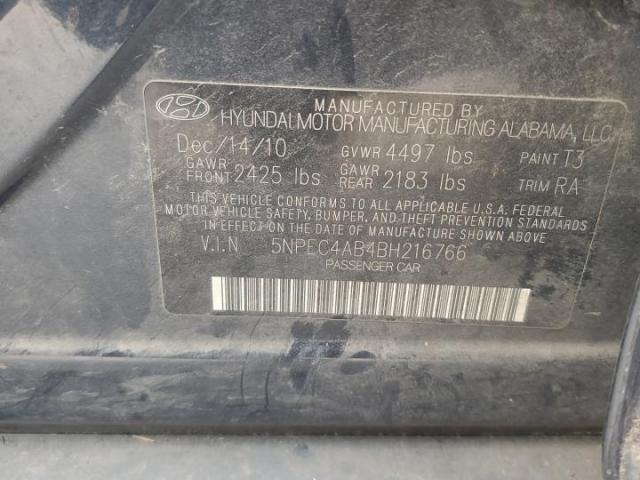 MANUFACTURED BY
HYUNDAI MOTOR MANUFACTURING ALABAMA, LLC
Dec/14/10 GVWR 4497 lbs PAINT T3
GAWR FRONT 2425 lbs GAWR REAR 2183 lbs TRIM RA
THIS VEHICLE CONFORMS TO ALL APPLICABLE U.S.A. FEDERAL
MOTOR VEHICLE SAFETY, BUMPER, AND THEFT PREVENTION STANDARDS
IN EFFECT ON THE DATE OF MANUFACTURE SHOWN ABOVE.
V.I.N 5NPEC4AB4BH216766
PASSENGER CAR